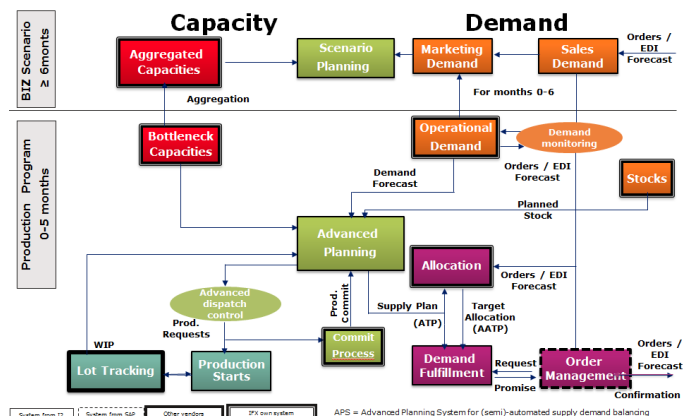 Capacity
Demand
BIZ Scenario
≥ 6months
Aggregated
Capacities
Scenario
Planning
Marketing
Demand
Sales
Demand
Orders /
EDI
Forecast
Aggregation
For months 0-6
Production Program
0-5 months
Bottleneck
Capacities
Operational
Demand
Demand
monitoring
Demand
Forecast
Orders / EDI
Forecast
Stocks
Planned
Stock
Advanced
Planning
Allocation
Orders / EDI
Forecast
Advanced
dispatch
control
Prod.
Commit
Supply Plan
(ATP)
Target
Allocation
(AATP)
Prod.
Requests
WIP
Lot Tracking
Production
Starts
Commit
Process
Demand
Fulfillment
Request
Promise
Order
Management
Orders /
EDI
Forecast
Confirmation
System from I2
System from SAP
Other vendors
IFX own system
APS = Advanced Planning System for (semi)-automated supply demand balancing